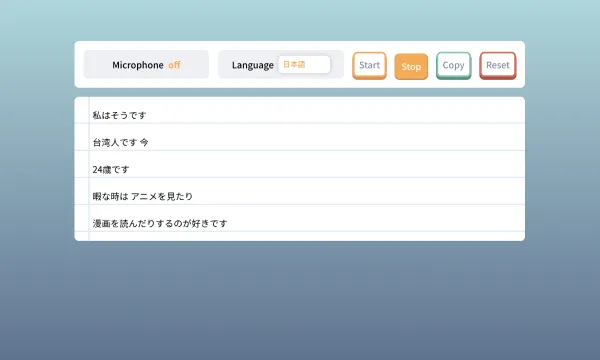 Microphone off Language 日本語 Start Stop Copy Reset
私はそうです
台湾人です 今
24歳です
暇な時は アニメを見たり
漫画を読んだりするのが好きです